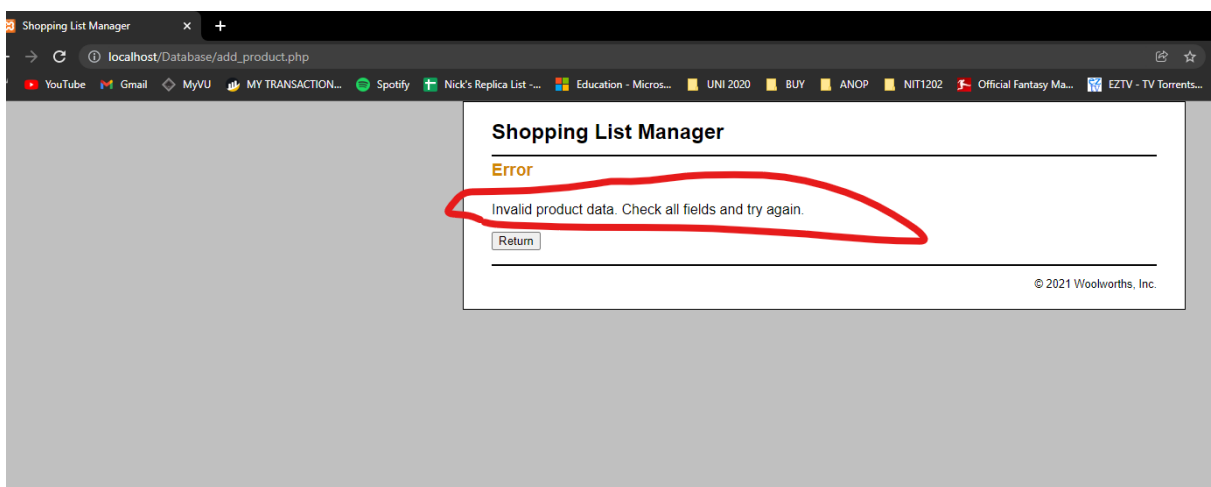 Shopping List Manager
localhost/Database/add_product.php
YouTube Gmail MyVU MY TRANSACTION... Spotify Nick's Replica List -... Education - Micros... UNI 2020 BUY ANOP NIT1202 Official Fantasy Ma... EZTV - TV Torrents...
Shopping List Manager
Error
Invalid product data. Check all fields and try again.
Return
© 2021 Woolworths, Inc.